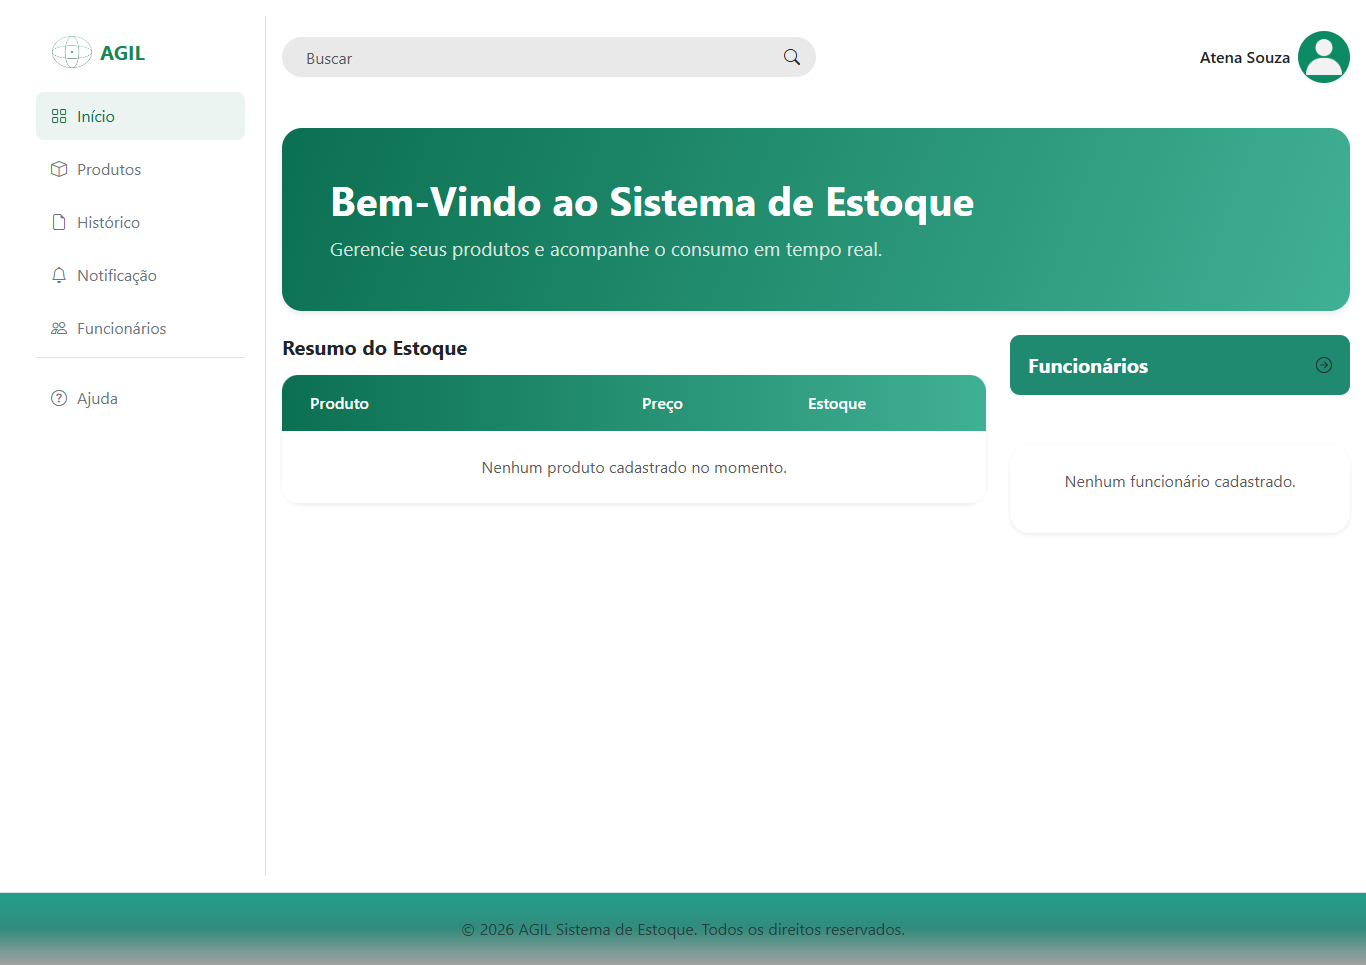 AGIL
Buscar
Atena Souza
Início
Produtos
Histórico
Notificação
Funcionários
Ajuda
Bem-Vindo ao Sistema de Estoque
Gerencie seus produtos e acompanhe o consumo em tempo real.
Resumo do Estoque
Produto Preço Estoque
Nenhum produto cadastrado no momento.
Funcionários
Nenhum funcionário cadastrado.
© 2026 AGIL Sistema de Estoque. Todos os direitos reservados.